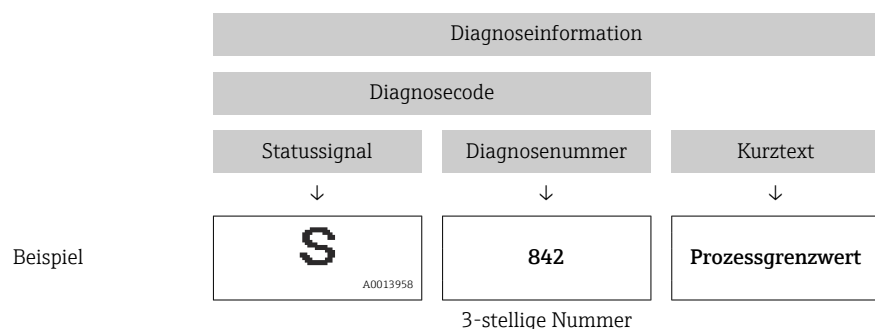 Diagnoseinformation
Diagnosecode
Statussignal Diagnosenummer Kurztext
↓ ↓ ↓
Beispiel S 842 Prozessgrenzwert
A0013958
3-stellige Nummer